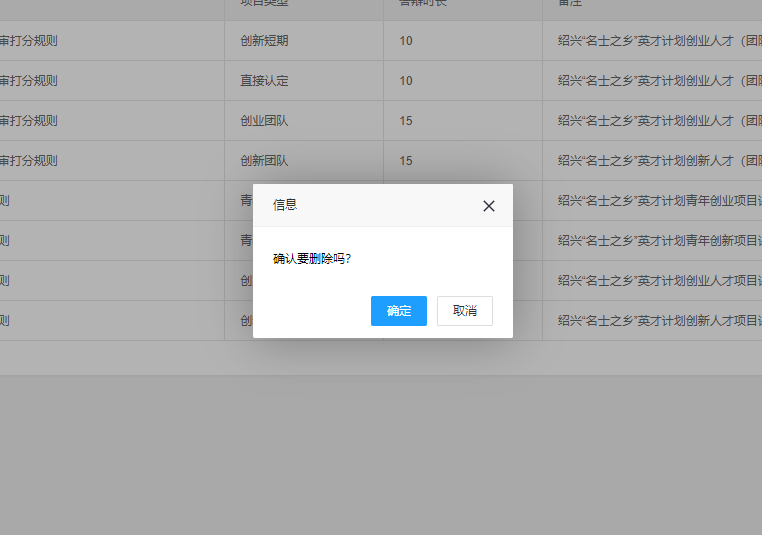 项目类型 答辩时长 备注
审打分规则 创新短期 10 绍兴“名士之乡”英才计划创业人才（团队
审打分规则 直接认定 10 绍兴“名士之乡”英才计划创业人才（团队
审打分规则 创业团队 15 绍兴“名士之乡”英才计划创业人才（团队
审打分规则 创新团队 15 绍兴“名士之乡”英才计划创新人才（团队
则 青 绍兴“名士之乡”英才计划青年创业项目
则 青 绍兴“名士之乡”英才计划青年创新项目
则 创 绍兴“名士之乡”英才计划创业人才项目
则 创 绍兴“名士之乡”英才计划创新人才项目
信息
确认要删除吗?
确定 取消